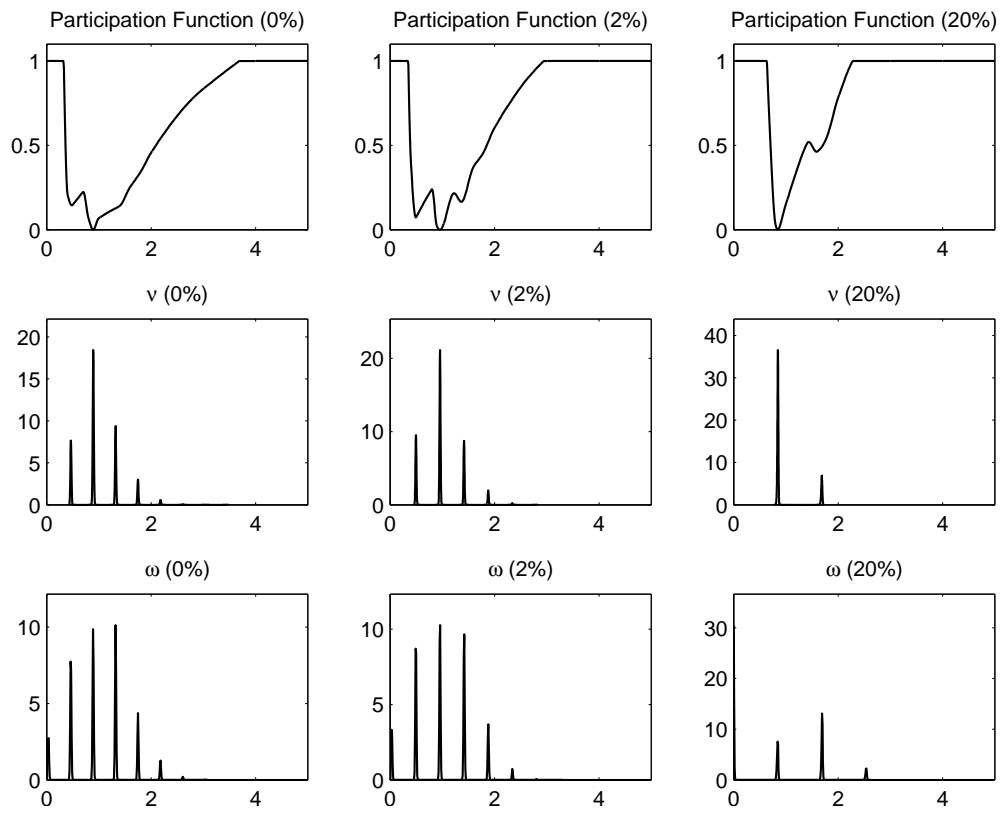 Participation Function (0%) Participation Function (2%) Participation Function (20%)
1 1 1
0.5 0.5 0.5
0 0 0
0 2 4 0 2 4 0 2 4
ν (0%) ν (2%) ν (20%)
20 20 40
15 10 30
10 0 20
5 10
0 0
0 2 4 0 2 4 0 2 4
ω (0%) ω (2%) ω (20%)
10 10 30
5 5 20
0 0 10
0
0 2 4 0 2 4 0 2 4